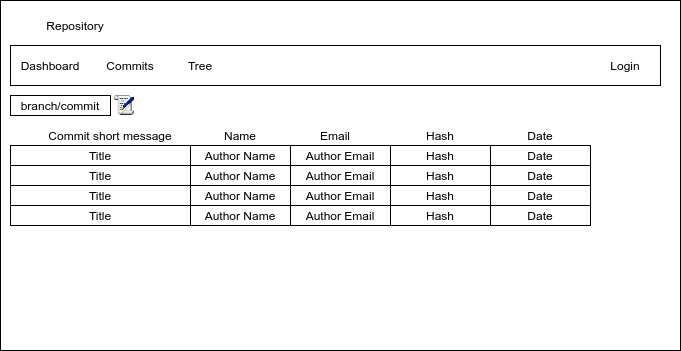 Repository
Dashboard Commits Tree Login
branch/commit
Commit short message Name Email Hash Date
Title Author Name Author Email Hash Date
Title Author Name Author Email Hash Date
Title Author Name Author Email Hash Date
Title Author Name Author Email Hash Date